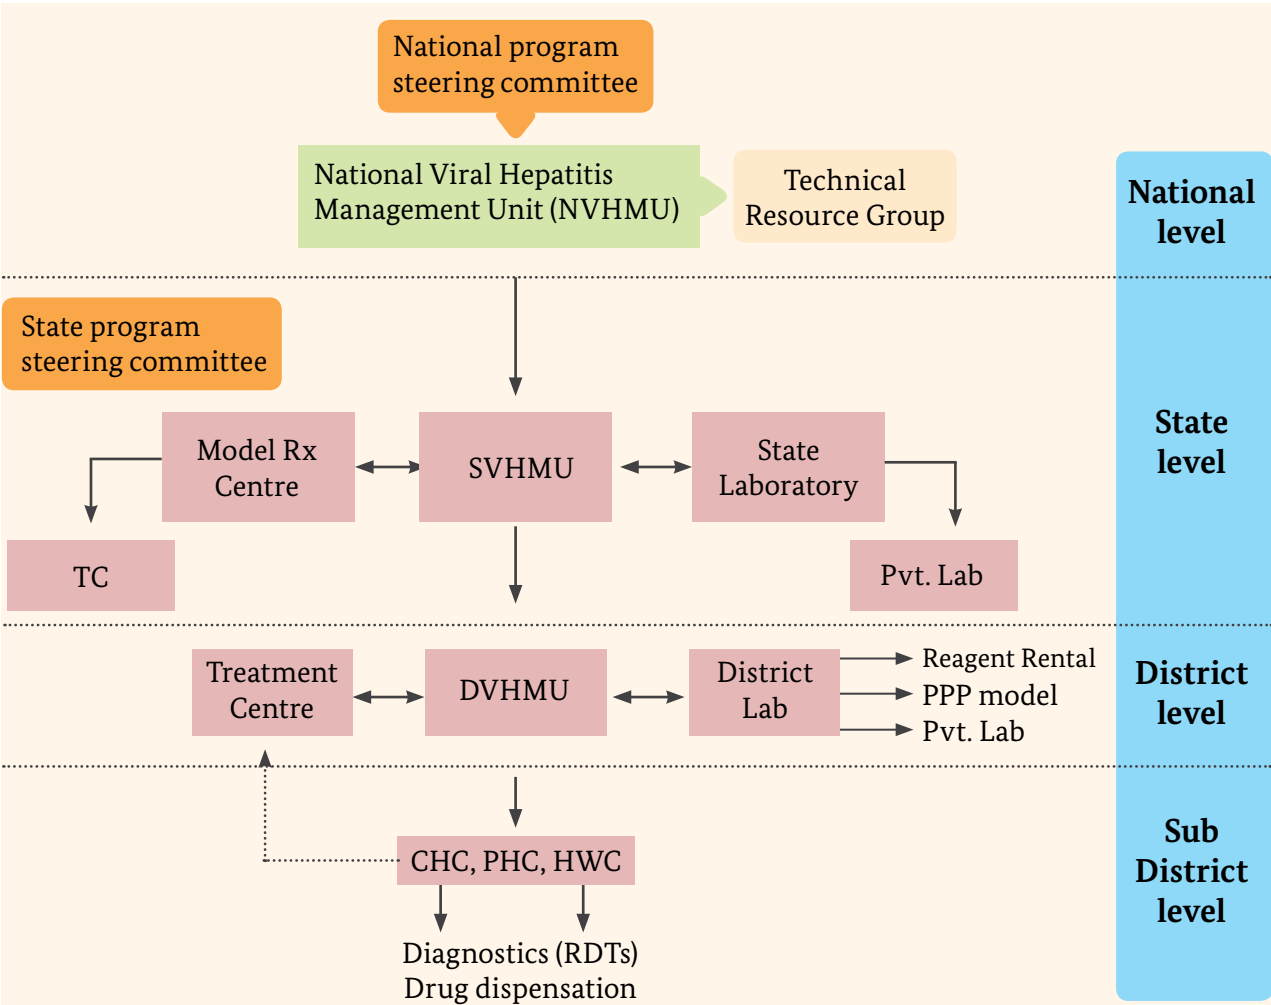 National program
steering committee
National Viral Hepatitis
Management Unit (NVHMU)
Technical
Resource Group
National
level
State program
steering committee
Model Rx
Centre
SVHMU
State
Laboratory
State
level
TC
Pvt. Lab
Treatment
Centre
DVHMU
District
Lab
Reagent Rental
PPP model
Pvt. Lab
District
level
CHC, PHC, HWC
Diagnostics (RDTs)
Drug dispensation
Sub
District
level